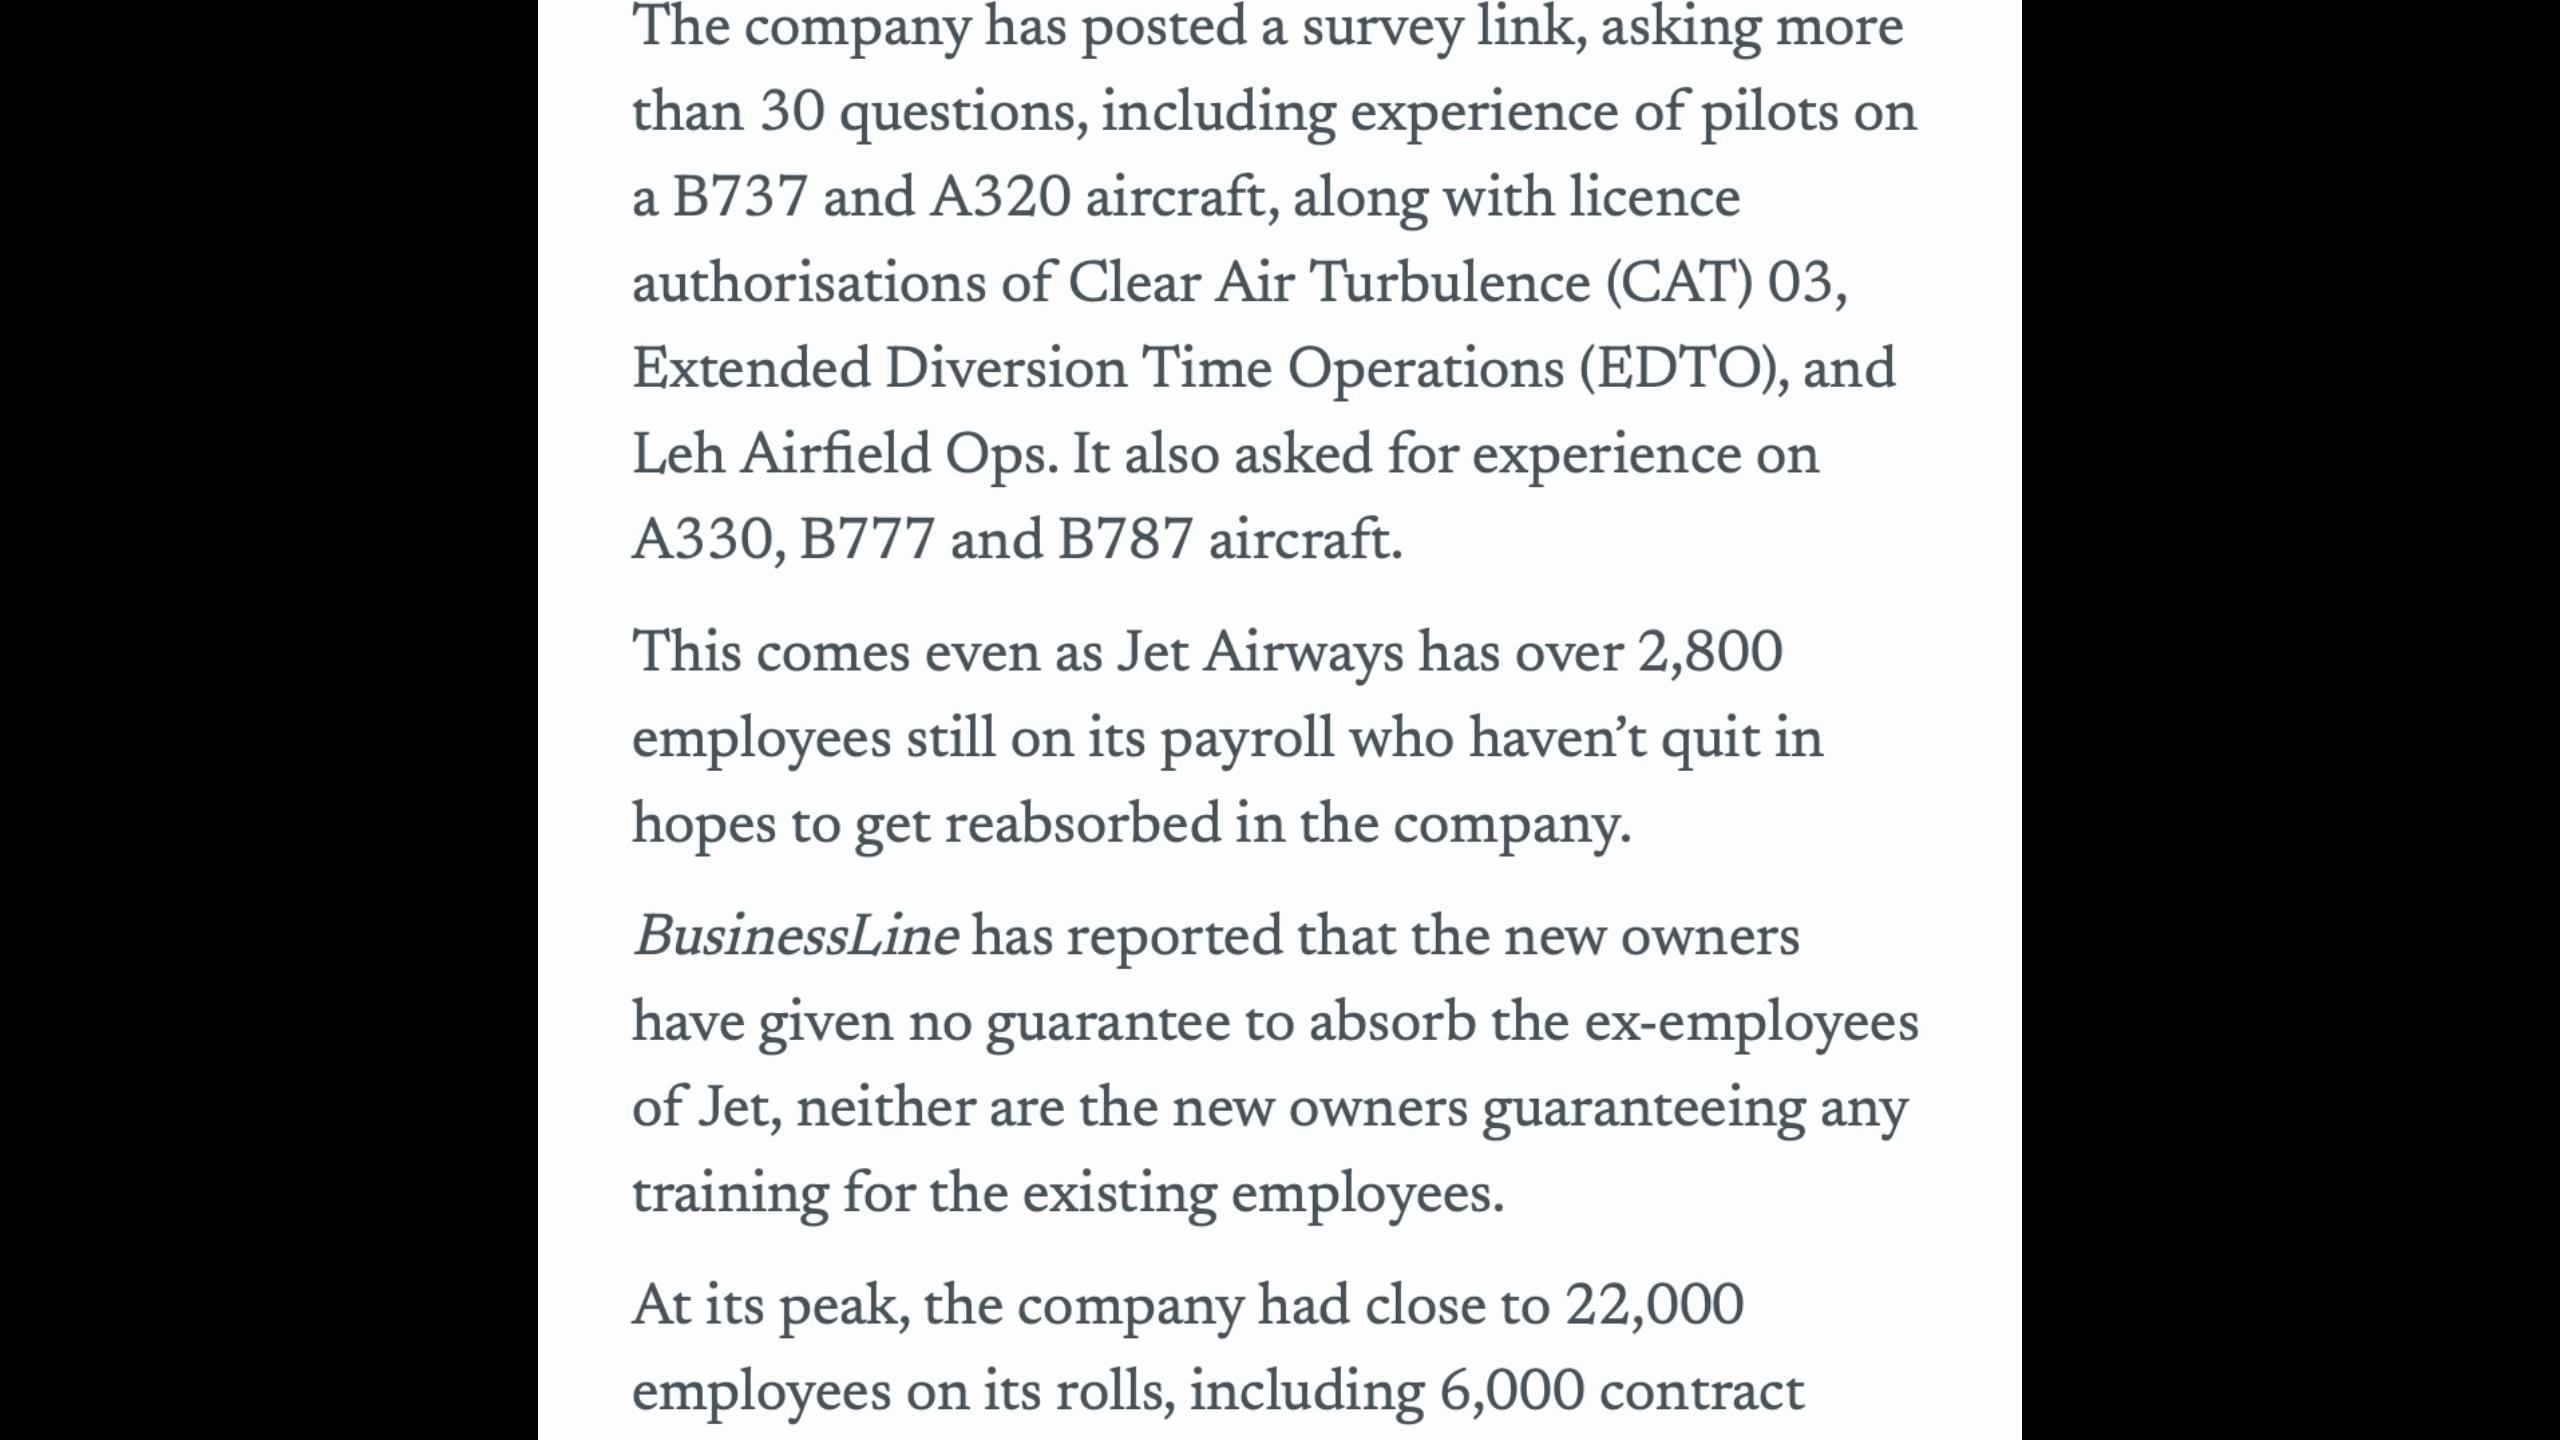 The company has posted a survey link, asking more
than 30 questions, including experience of pilots on
a B737 and A320 aircraft, along with licence
authorisations of Clear Air Turbulence (CAT) 03,
Extended Diversion Time Operations (EDTO), and
Leh Airfield Ops. It also asked for experience on
A330, B777 and B787 aircraft.
This comes even as Jet Airways has over 2,800
employees still on its payroll who haven’t quit in
hopes to get reabsorbed in the company.
BusinessLine has reported that the new owners
have given no guarantee to absorb the ex-employees
of Jet, neither are the new owners guaranteeing any
training for the existing employees.
At its peak, the company had close to 22,000
employees on its rolls, including 6,000 contract